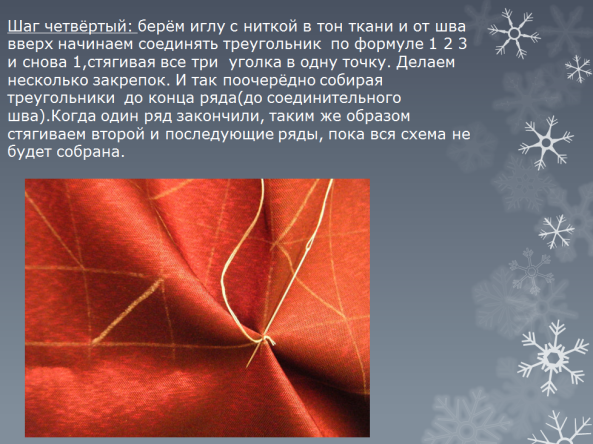 Шаг четвёртый: берём иглу с ниткой в тон ткани и от шва
вверх начинаем соединять треугольник  по формуле 1 2 3
и снова 1,стягивая все три  уголка в одну точку. Делаем
несколько закрепок. И так поочерёдно собирая
треугольники  до конца ряда(до соединительного
шва).Когда один ряд закончили, таким же образом
стягиваем второй и последующие ряды, пока вся схема не
будет собрана.